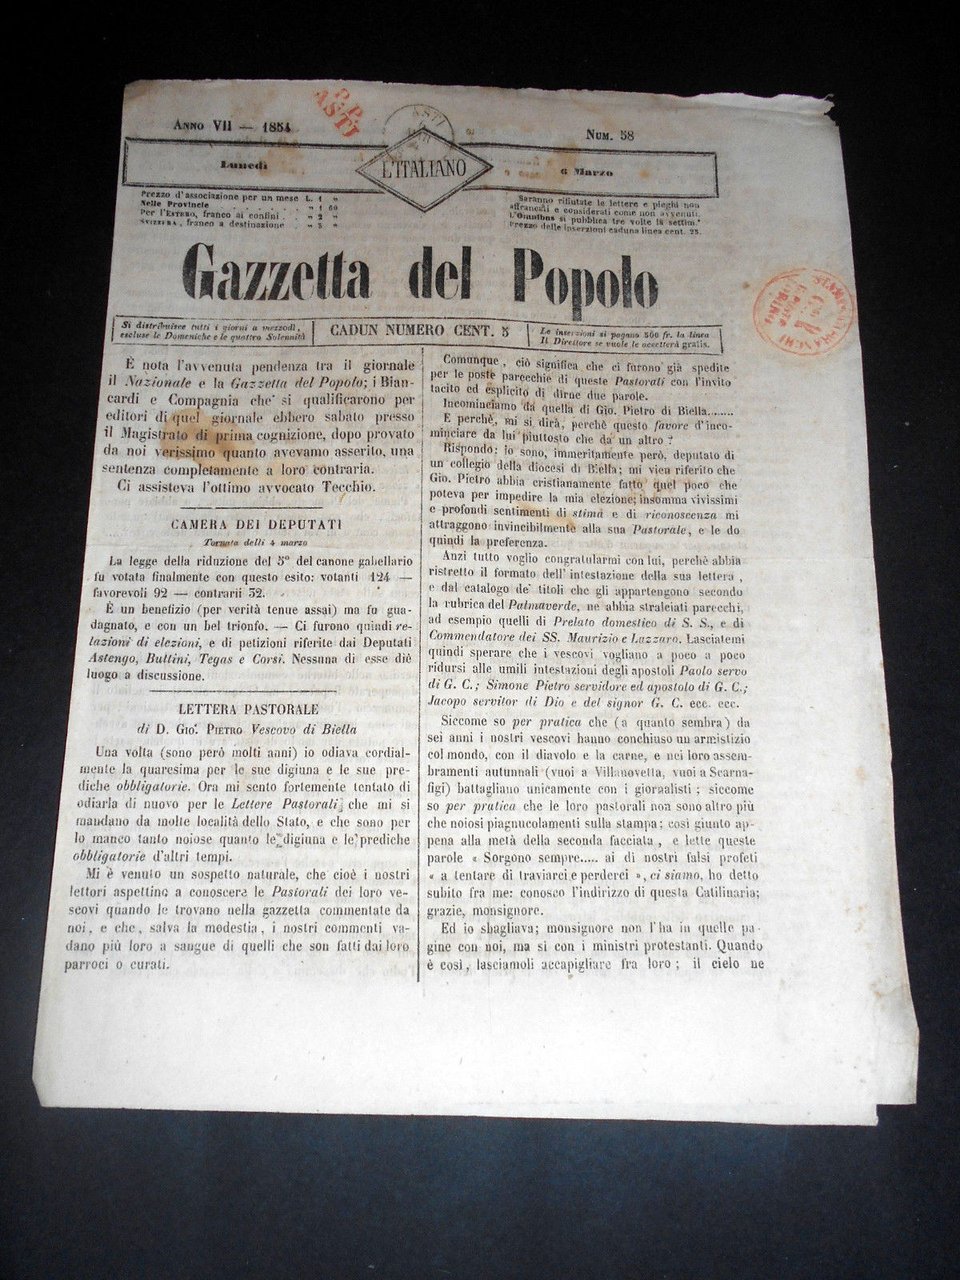 P. P.
ASTI
ASTI
ANNO VII — 1854
NUM. 58
Lunedì
L'ITALIANO
6 Marzo
Prezzo d'associazione per un mese L. 1 "
Nelle Provincie " 1 60
Per l'ESTERO, franco ai confini . . " 2 "
SVIZZERA, franco a destinazione . " 3 "
Saranno rifiutate le lettere e pieghi non
affrancati e considerati come non avvenuti.
L'Omnibus si pubblica tre volte la settim.
Prezzo delle inserzioni caduna linea cent. 25.
Gazzetta del Popolo
Si distribuisce tutti i giorni a mezzodì,
escluse le Domeniche e le quattro Solennità
CADUN NUMERO CENT. 5
Le inserzioni si pagano 500 fr. la linea
Il Direttore se vuole le accetterà gratis.
È nota l'avvenuta pendenza tra il giornale
il Nazionale e la Gazzetta del Popolo; i Bian-
cardi e Compagnia che si qualificarono per
editori di quel giornale ebbero sabato presso
il Magistrato di prima cognizione, dopo provato
da noi verissimo quanto avevamo asserito, una
sentenza completamente a loro contraria.
Ci assisteva l'ottimo avvocato Tecchio.
CAMERA DEI DEPUTATI
Tornata delli 4 marzo
La legge della riduzione del 5º del canone gabellario
fu votata finalmente con questo esito: votanti 124 —
favorevoli 92 — contrarii 32.
È un benefizio (per verità tenue assai) ma fu gua-
dagnato, e con un bel trionfo. — Ci furono quindi re-
lazioni di elezioni, e di petizioni riferite dai Deputati
Astengo, Buttini, Tegas e Corsi. Nessuna di esse diè
luogo a discussione.
LETTERA PASTORALE
di D. GIO. PIETRO Vescovo di Biella
Una volta (sono però molti anni) io odiava cordial-
mente la quaresima per le sue digiuna e le sue pre-
diche obbligatorie. Ora mi sento fortemente tentato di
odiarla di nuovo per le Lettere Pastorali che mi si
mandano da molte località dello Stato, e che sono per
lo manco tanto noiose quanto le digiuna e le prediche
obbligatorie d'altri tempi.
Mi è venuto un sospetto naturale, che cioè i nostri
lettori aspettino a conoscere le Pastorali dei loro ve-
scovi quando le trovano nella gazzetta commentate da
noi, e che, salva la modestia, i nostri commenti va-
dano più loro a sangue di quelli che son fatti dai loro
parroci o curati.
Comunque, ciò significa che ci furono già spedite
per le poste parecchie di queste Pastorali con l'invito
tacito ed esplicito di dirne due parole.
Incominciamo da quella di Gio. Pietro di Biella........
E perchè, mi si dirà, perchè questo favore d'inco-
minciare da lui piuttosto che da un altro?
Rispondo: io sono, immeritamente però, deputato di
un collegio della diocesi di Biella; mi vien riferito che
Gio. Pietro abbia cristianamente fatto quel poco che
poteva per impedire la mia elezione; insomma vivissimi
e profondi sentimenti di stima e di riconoscenza mi
attraggono invincibilmente alla sua Pastorale, e le do
quindi la preferenza.
Anzi tutto voglio congratularmi con lui, perchè abbia
ristretto il formato dell'intestazione della sua lettera,
e dal catalogo de' titoli che gli appartengono secondo
la rubrica del Palmaverde, ne abbia stralciati parecchi,
ad esempio quelli di Prelato domestico di S. S., e di
Commendatore dei SS. Maurizio e Lazzaro. Lasciatemi
quindi sperare che i vescovi vogliano a poco a poco
ridursi alle umili intestazioni degli apostoli Paolo servo
di G. C.; Simone Pietro servidore ed apostolo di G. C.;
Jacopo servitor di Dio e del signor G. C. ecc. ecc.
Siccome so per pratica che (a quanto sembra) da
sei anni i nostri vescovi hanno conchiuso un armistizio
col mondo, con il diavolo e la carne, e nei loro assem-
bramenti autunnali (vuoi a Villanovetta, vuoi a Scarna-
figi) battagliano unicamente con i giornalisti; siccome
so per pratica che le loro pastorali non sono altro più
che noiosi piagnucolamenti sulla stampa; così giunto ap-
pena alla metà della seconda facciata, e lette queste
parole « Sorgono sempre..... ai dì nostri falsi profeti
« a tentare di traviarci e perderci », ci siamo, ho detto
subito fra me: conosco l'indirizzo di questa Catilinaria;
grazie, monsignore.
Ed io sbagliava; monsignore non l'ha in quelle pa-
gine con noi, ma sì con i ministri protestanti. Quando
è così, lasciamoli accapigliare fra loro; il cielo ne